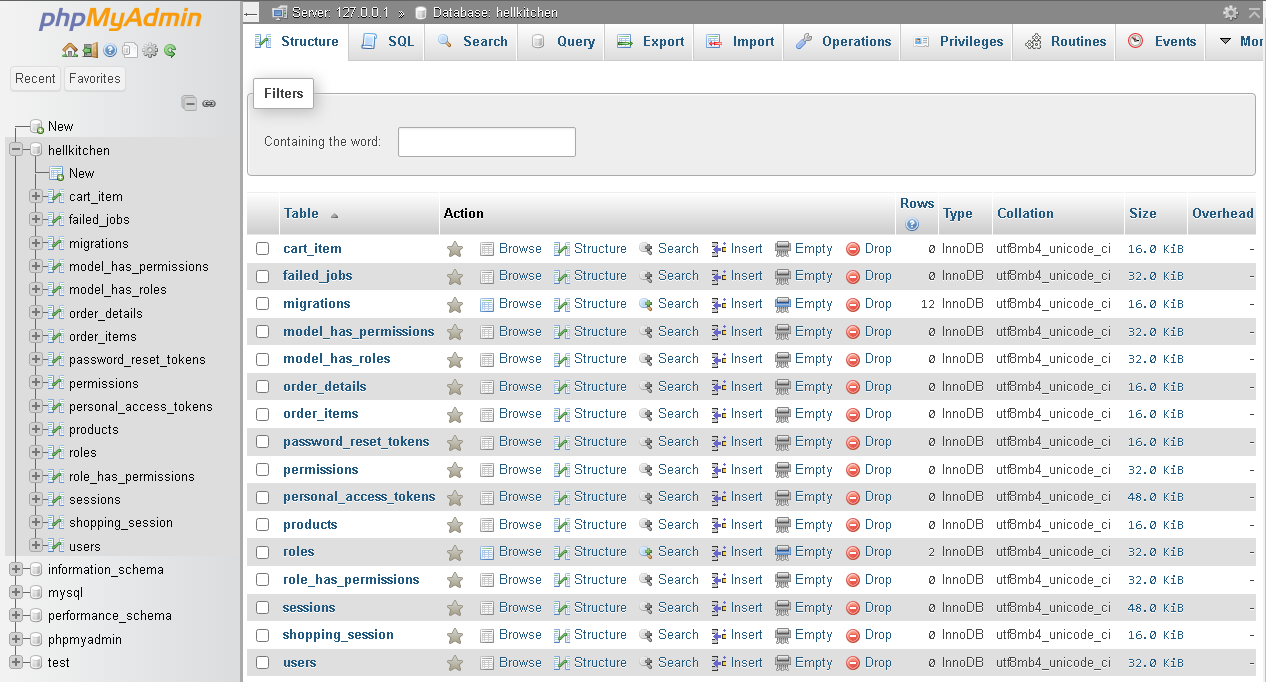 phpMyAdmin
Recent Favorites
New
hellkitchen
New
cart_item
failed_jobs
migrations
model_has_permissions
model_has_roles
order_details
order_items
password_reset_tokens
permissions
personal_access_tokens
products
roles
role_has_permissions
sessions
shopping_session
users
information_schema
mysql
performance_schema
phpmyadmin
test
Server: 127.0.0.1 » Database: hellkitchen
Structure SQL Search Query Export Import Operations Privileges Routines Events Mor
Filters
Containing the word:
Table Action Rows Type Collation Size Overhead
cart_item Browse Structure Search Insert Empty Drop 0 InnoDB utf8mb4_unicode_ci 16.0 KiB -
failed_jobs Browse Structure Search Insert Empty Drop 0 InnoDB utf8mb4_unicode_ci 32.0 KiB -
migrations Browse Structure Search Insert Empty Drop 12 InnoDB utf8mb4_unicode_ci 16.0 KiB -
model_has_permissions Browse Structure Search Insert Empty Drop 0 InnoDB utf8mb4_unicode_ci 32.0 KiB -
model_has_roles Browse Structure Search Insert Empty Drop 0 InnoDB utf8mb4_unicode_ci 32.0 KiB -
order_details Browse Structure Search Insert Empty Drop 0 InnoDB utf8mb4_unicode_ci 16.0 KiB -
order_items Browse Structure Search Insert Empty Drop 0 InnoDB utf8mb4_unicode_ci 16.0 KiB -
password_reset_tokens Browse Structure Search Insert Empty Drop 0 InnoDB utf8mb4_unicode_ci 16.0 KiB -
permissions Browse Structure Search Insert Empty Drop 0 InnoDB utf8mb4_unicode_ci 32.0 KiB -
personal_access_tokens Browse Structure Search Insert Empty Drop 0 InnoDB utf8mb4_unicode_ci 48.0 KiB -
products Browse Structure Search Insert Empty Drop 0 InnoDB utf8mb4_unicode_ci 16.0 KiB -
roles Browse Structure Search Insert Empty Drop 2 InnoDB utf8mb4_unicode_ci 32.0 KiB -
role_has_permissions Browse Structure Search Insert Empty Drop 0 InnoDB utf8mb4_unicode_ci 32.0 KiB -
sessions Browse Structure Search Insert Empty Drop 0 InnoDB utf8mb4_unicode_ci 48.0 KiB -
shopping_session Browse Structure Search Insert Empty Drop 0 InnoDB utf8mb4_unicode_ci 16.0 KiB -
users Browse Structure Search Insert Empty Drop 0 InnoDB utf8mb4_unicode_ci 32.0 KiB -